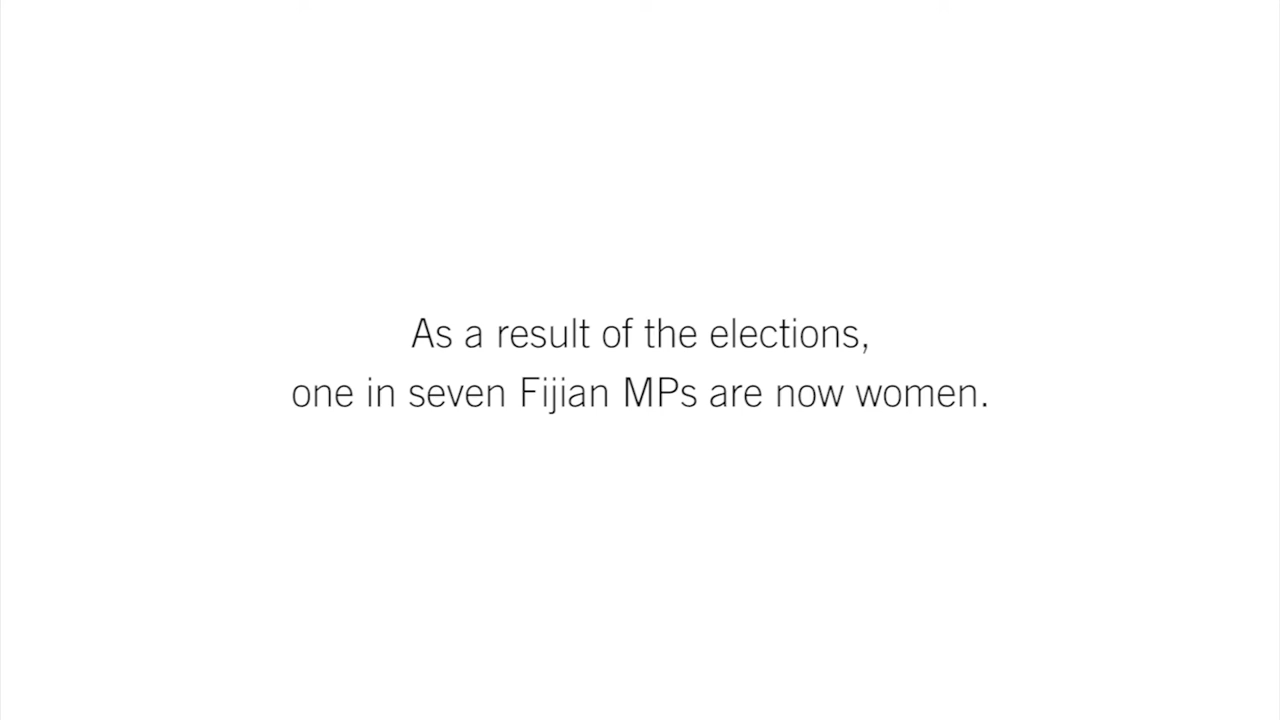 As a result of the elections,
one in seven Fijian MPs are now women.